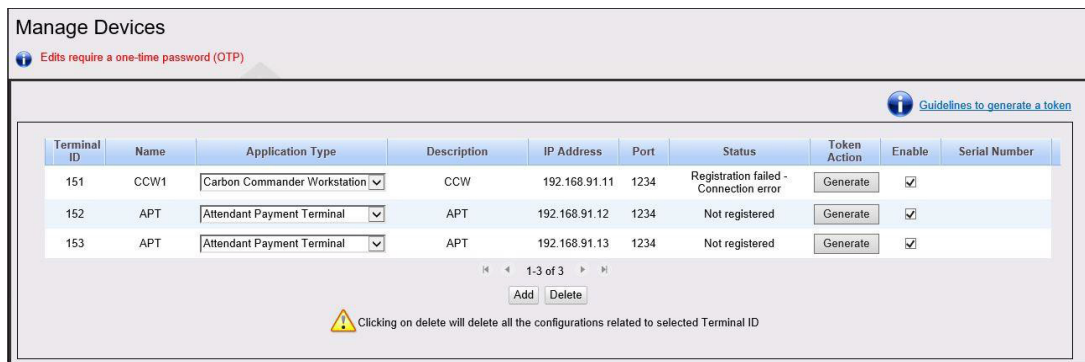 Manage Devices
Edits require a one-time password (OTP)
Guidelines to generate a token
Terminal ID Name Application Type Description IP Address Port Status Token Action Enable Serial Number
151 CCW1 Carbon Commander Workstation CCW 192.168.91.11 1234 Registration failed - Connection error Generate
152 APT Attendant Payment Terminal APT 192.168.91.12 1234 Not registered Generate
153 APT Attendant Payment Terminal APT 192.168.91.13 1234 Not registered Generate
1-3 of 3
Add Delete
Clicking on delete will delete all the configurations related to selected Terminal ID